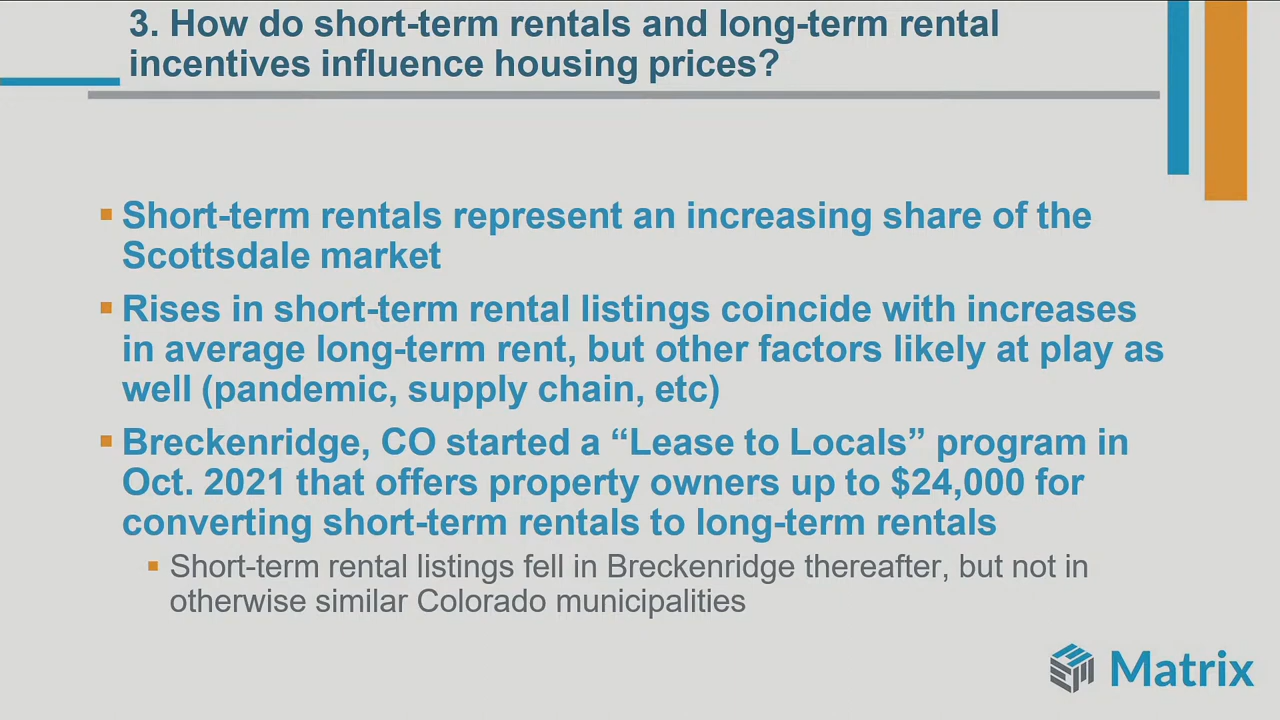 3. How do short-term rentals and long-term rental
incentives influence housing prices?
Short-term rentals represent an increasing share of the
Scottsdale market
Rises in short-term rental listings coincide with increases
in average long-term rent, but other factors likely at play as
well (pandemic, supply chain, etc)
Breckenridge, CO started a “Lease to Locals” program in
Oct. 2021 that offers property owners up to $24,000 for
converting short-term rentals to long-term rentals
Short-term rental listings fell in Breckenridge thereafter, but not in
otherwise similar Colorado municipalities
Matrix